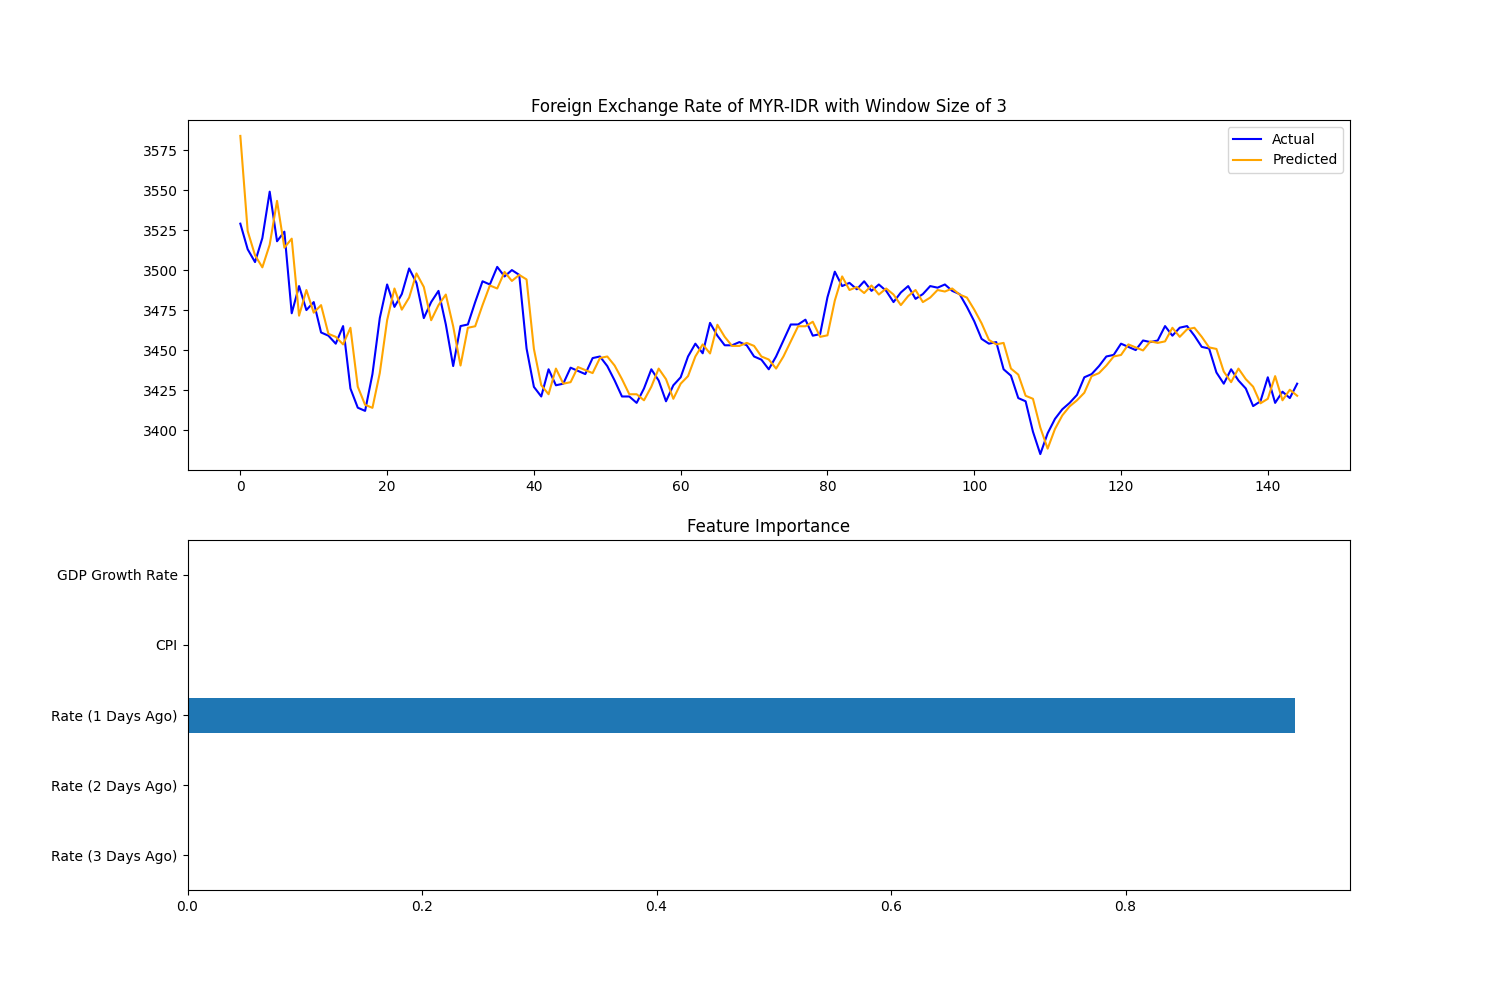 Foreign Exchange Rate of MYR-IDR with Window Size of 3
Actual
Predicted
3575
3550
3525
3500
3475
3450
3425
3400
0 20 40 60 80 100 120 140
Feature Importance
GDP Growth Rate
CPI
Rate (1 Days Ago)
Rate (2 Days Ago)
Rate (3 Days Ago)
0.0 0.2 0.4 0.6 0.8